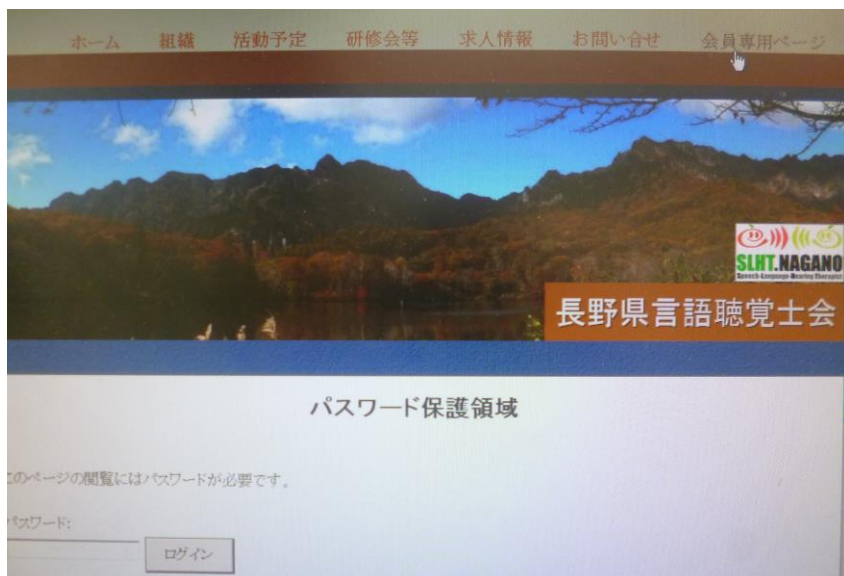 ホーム 組織 活動予定 研修会等 求人情報 お問い合せ 会員専用ページ
SLHT.NAGANO
Speech-Language-Hearing Therapist
長野県言語聴覚士会
パスワード保護領域
このページの閲覧にはパスワードが必要です。
パスワード:
ログイン